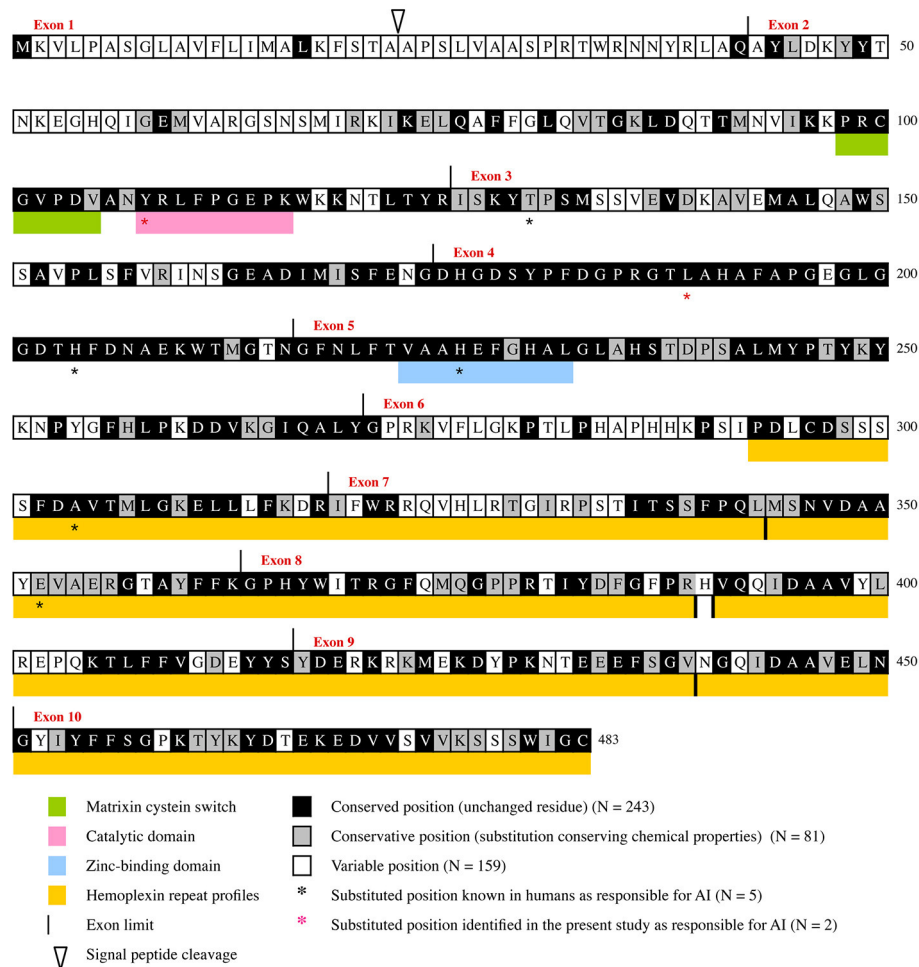 Exon 1 Exon 2
M K V L P A S G L A V F L I M A L K F S T A A P S L V A A S P R T W R N N Y R L A Q A Y L D K Y Y T 50
N K E G H Q I G E M V A R G S N S M I R K I K E L Q A F F G L Q V T G K L D Q T T M N V I K K P R C 100
Exon 3
G V P D V A N Y R L F P G E P K W K K N T L T Y R I S K Y T P S M S S V E V D K A V E M A L Q A W S 150
* *
Exon 4
S A V P L S F V R I N S G E A D I M I S F E N G D H G D S Y P F D G P R G T L A H A F A P G E G L G 200
*
Exon 5
G D T H F D N A E K W T M G T N G F N L F T V A A H E F G H A L G L A H S T D P S A L M Y P T Y K Y 250
* *
Exon 6
K N P Y G F H L P K D D V K G I Q A L Y G P R K V F L G K P T L P H A P H H K P S I P D L C D S S S 300
Exon 7
S F D A V T M L G K E L L L F K D R I F W R R Q V H L R T G I R P S T I T S S F P Q L M S N V D A A 350
*
Exon 8
Y E V A E R G T A Y F F K G P H Y W I T R G F Q M Q G P P R T I Y D F G F P R H V Q Q I D A A V Y L 400
*
Exon 9
R E P Q K T L F F V G D E Y Y S Y D E R K R K M E K D Y P K N T E E E F S G V N G Q I D A A V E L N 450
Exon 10
G Y I Y F F S G P K T Y K Y D T E K E D V V S V V K S S S W I G C 483
Matrixin cystein switch
Catalytic domain
Zinc-binding domain
Hemoplexin repeat profiles
Exon limit
Signal peptide cleavage
Conserved position (unchanged residue) (N = 243)
Conservative position (substitution conserving chemical properties) (N = 81)
Variable position (N = 159)
* Substituted position known in humans as responsible for AI (N = 5)
* Substituted position identified in the present study as responsible for AI (N = 2)